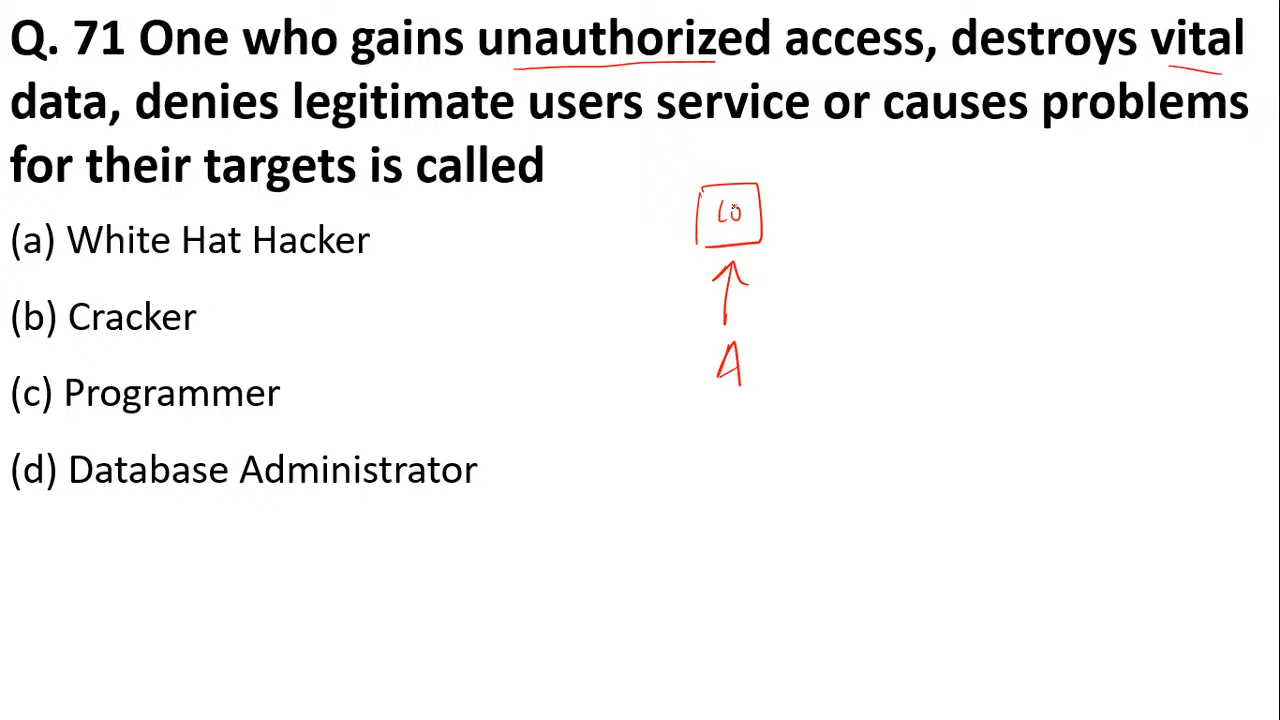 Q. 71 One who gains unauthorized access, destroys vital
data, denies legitimate users service or causes problems
for their targets is called
(a) White Hat Hacker
(b) Cracker
(c) Programmer
(d) Database Administrator
A